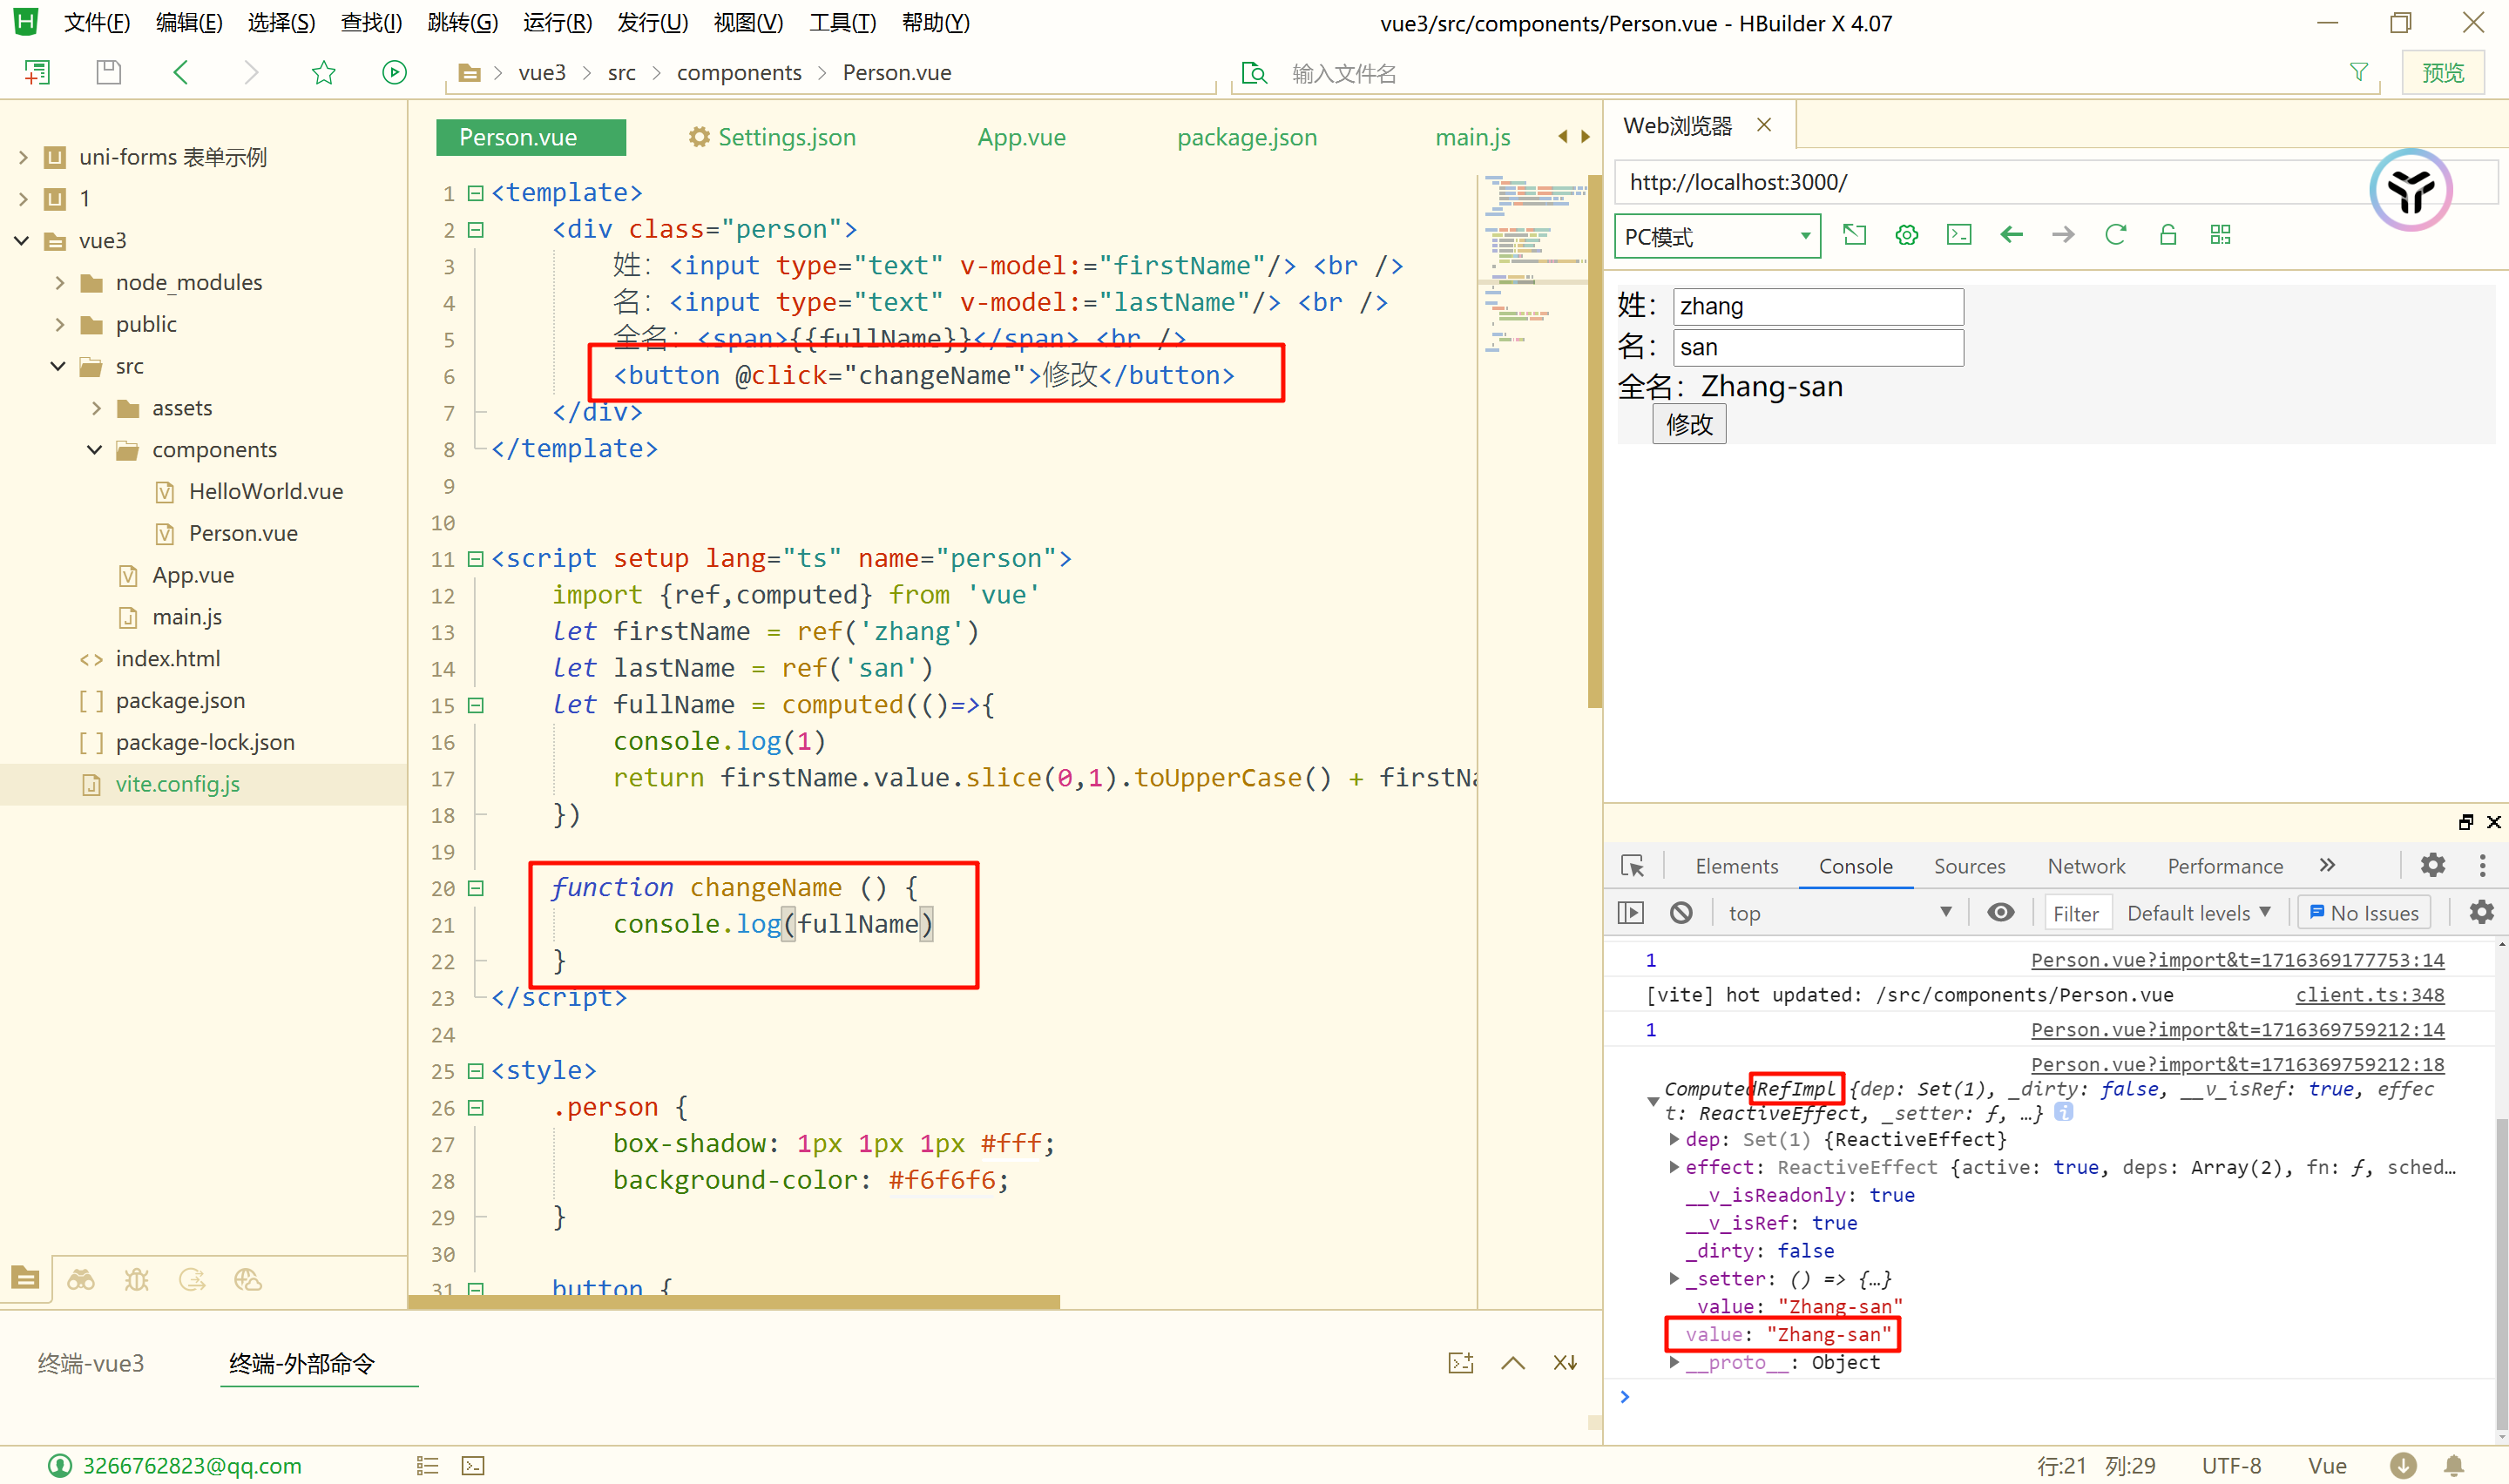 文件(F) 编辑(E) 选择(S) 查找(I) 跳转(G) 运行(R) 发行(U) 视图(V) 工具(T) 帮助(Y)
vue3/src/components/Person.vue - HBuilder X 4.07
vue3 src components Person.vue
输入文件名
预览
uni-forms 表单示例
1
vue3
node_modules
public
src
assets
components
HelloWorld.vue
Person.vue
App.vue
main.js
index.html
package.json
package-lock.json
vite.config.js
Person.vue Settings.json App.vue package.json main.js
1 <template>
2 <div class="person">
3 姓：<input type="text" v-model:="firstName"/> <br />
4 名：<input type="text" v-model:="lastName"/> <br />
5 全名：<span>{{fullName}}</span> <br />
6 <button @click="changeName">修改</button>
7 </div>
8 </template>
9
10
11 <script setup lang="ts" name="person">
12 import {ref,computed} from 'vue'
13 let firstName = ref('zhang')
14 let lastName = ref('san')
15 let fullName = computed(()=>{
16 console.log(1)
17 return firstName.value.slice(0,1).toUpperCase() + firstNa
18 })
19
20 function changeName () {
21 console.log(fullName)
22 }
23 </script>
24
25 <style>
26 .person {
27 box-shadow: 1px 1px 1px #fff;
28 background-color: #f6f6f6;
29 }
30
31 button {
Web浏览器
http://localhost:3000/
PC模式
姓：zhang
名：san
全名：Zhang-san
修改
Elements Console Sources Network Performance
top Filter Default levels No Issues
1 Person.vue?import&t=1716369177753:14
[vite] hot updated: /src/components/Person.vue client.ts:348
1 Person.vue?import&t=1716369759212:14
Person.vue?import&t=1716369759212:18
ComputedRefImpl {dep: Set(1), _dirty: false, __v_isRef: true, effec
t: ReactiveEffect, _setter: ƒ, …}
dep: Set(1) {ReactiveEffect}
effect: ReactiveEffect {active: true, deps: Array(2), fn: ƒ, sched…
__v_isReadonly: true
__v_isRef: true
_dirty: false
_setter: () => {…}
_value: "Zhang-san"
value: "Zhang-san"
__proto__: Object
终端-vue3 终端-外部命令
3266762823@qq.com
行:21 列:29 UTF-8 Vue